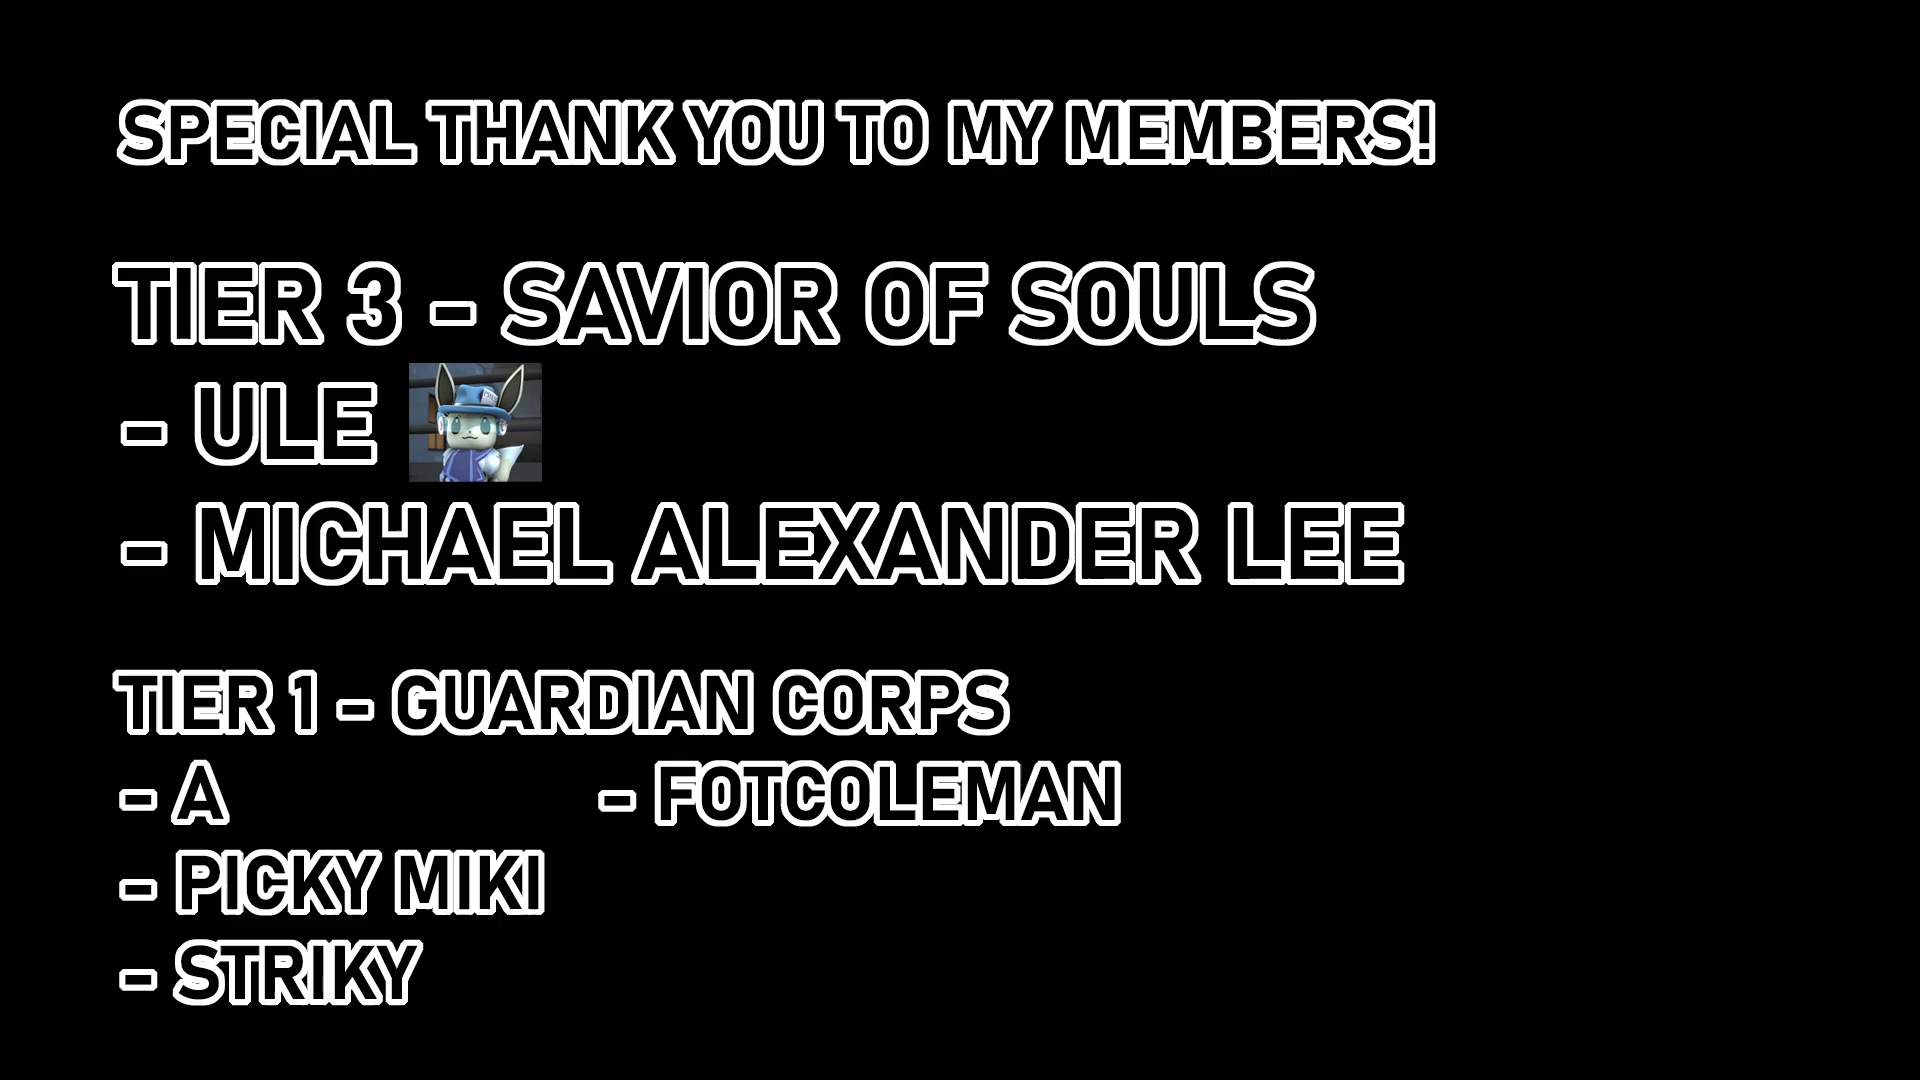 SPECIAL THANK YOU TO MY MEMBERS!
TIER 3 - SAVIOR OF SOULS
- ULE
- MICHAEL ALEXANDER LEE
TIER 1 - GUARDIAN CORPS
- A - FOTCOLEMAN
- PICKY MIKI
- STRIKY